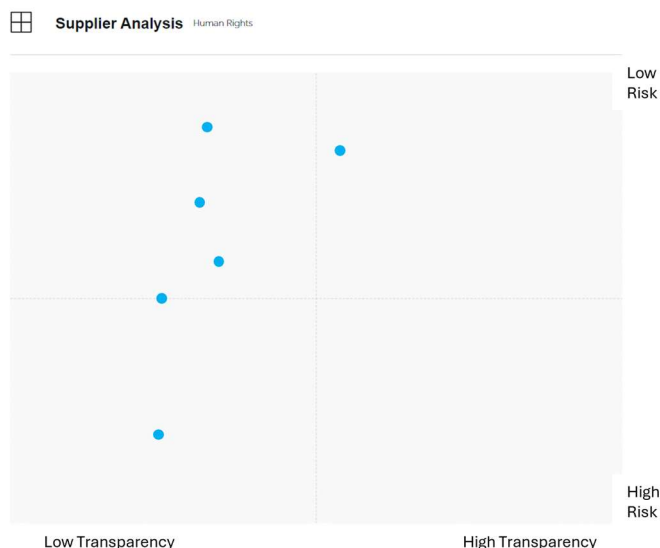 Supplier Analysis Human Rights
Low
Risk
High
Risk
Low Transparency High Transparency